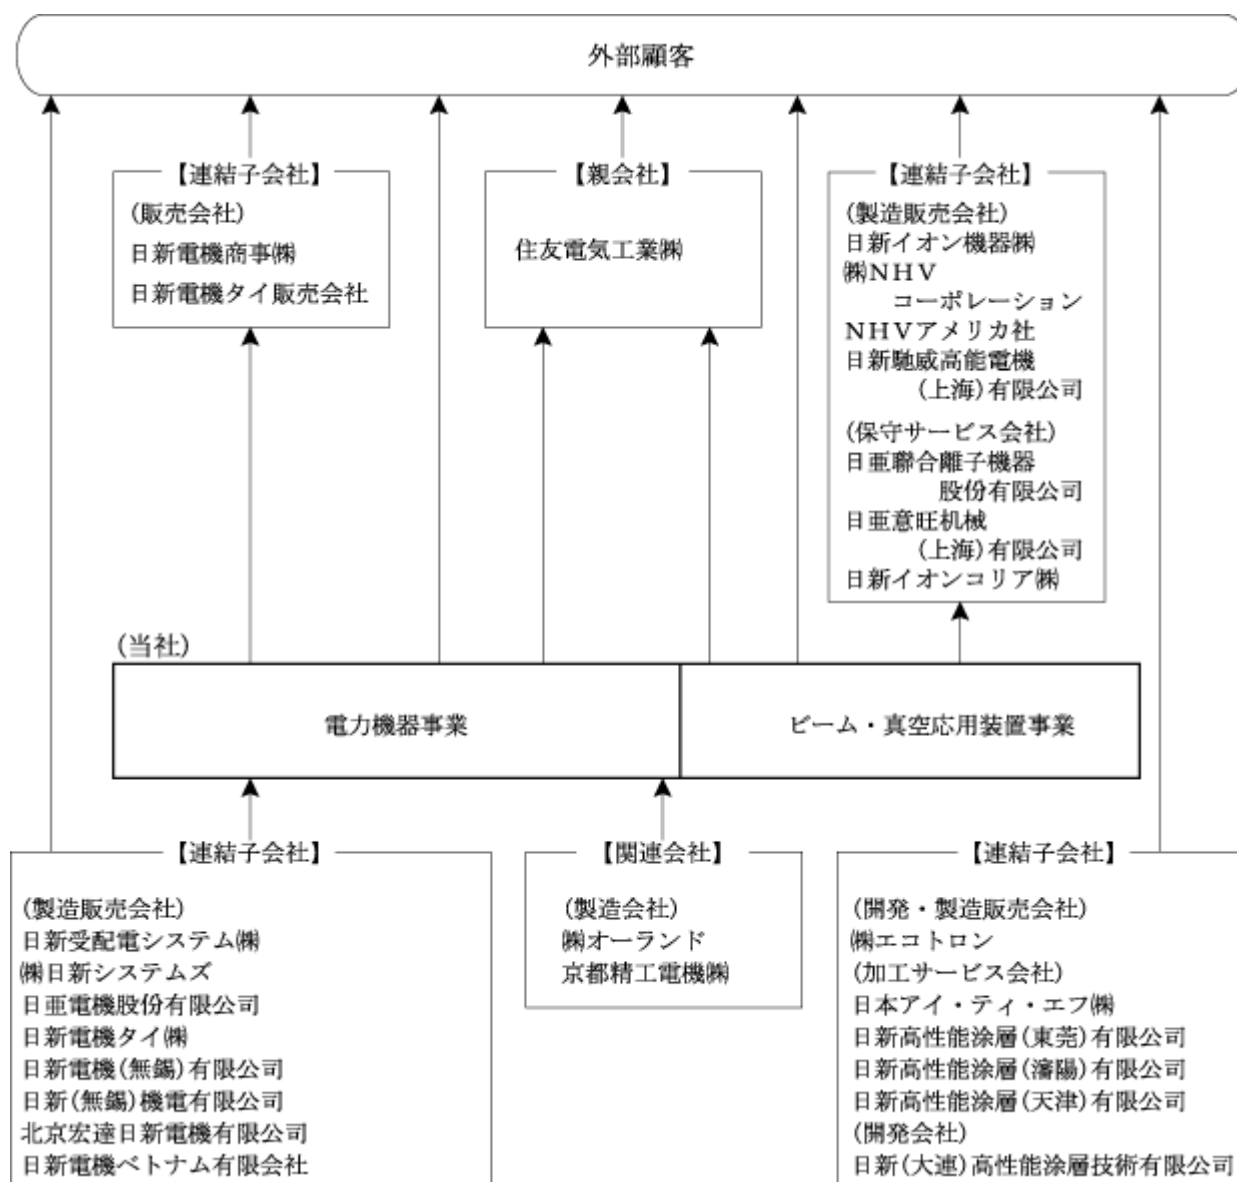 外部顧客
【連結子会社】
(販売会社)
日新電機商事㈱
日新電機タイ販売会社
【親会社】
住友電気工業㈱
【連結子会社】
(製造販売会社)
日新イオン機器㈱
㈱NHV
コーポレーション
NHVアメリカ社
日新馳威高能電機
(上海)有限公司
(保守サービス会社)
日亜聯合離子機器
股份有限公司
日亜意旺机械
(上海)有限公司
日新イオンコリア㈱
(当社)
電力機器事業
ビーム・真空応用装置事業
【連結子会社】
(製造販売会社)
日新受配電システム㈱
㈱日新システムズ
日亜電機股份有限公司
日新電機タイ㈱
日新電機(無錫)有限公司
日新(無錫)機電有限公司
北京宏達日新電機有限公司
日新電機ベトナム有限会社
【関連会社】
(製造会社)
㈱オーランド
京都精工電機㈱
【連結子会社】
(開発・製造販売会社)
㈱エコトロン
(加工サービス会社)
日本アイ・ティ・エフ㈱
日新高性能涂層(東莞)有限公司
日新高性能涂層(瀋陽)有限公司
日新高性能涂層(天津)有限公司
(開発会社)
日新(大連)高性能涂層技術有限公司